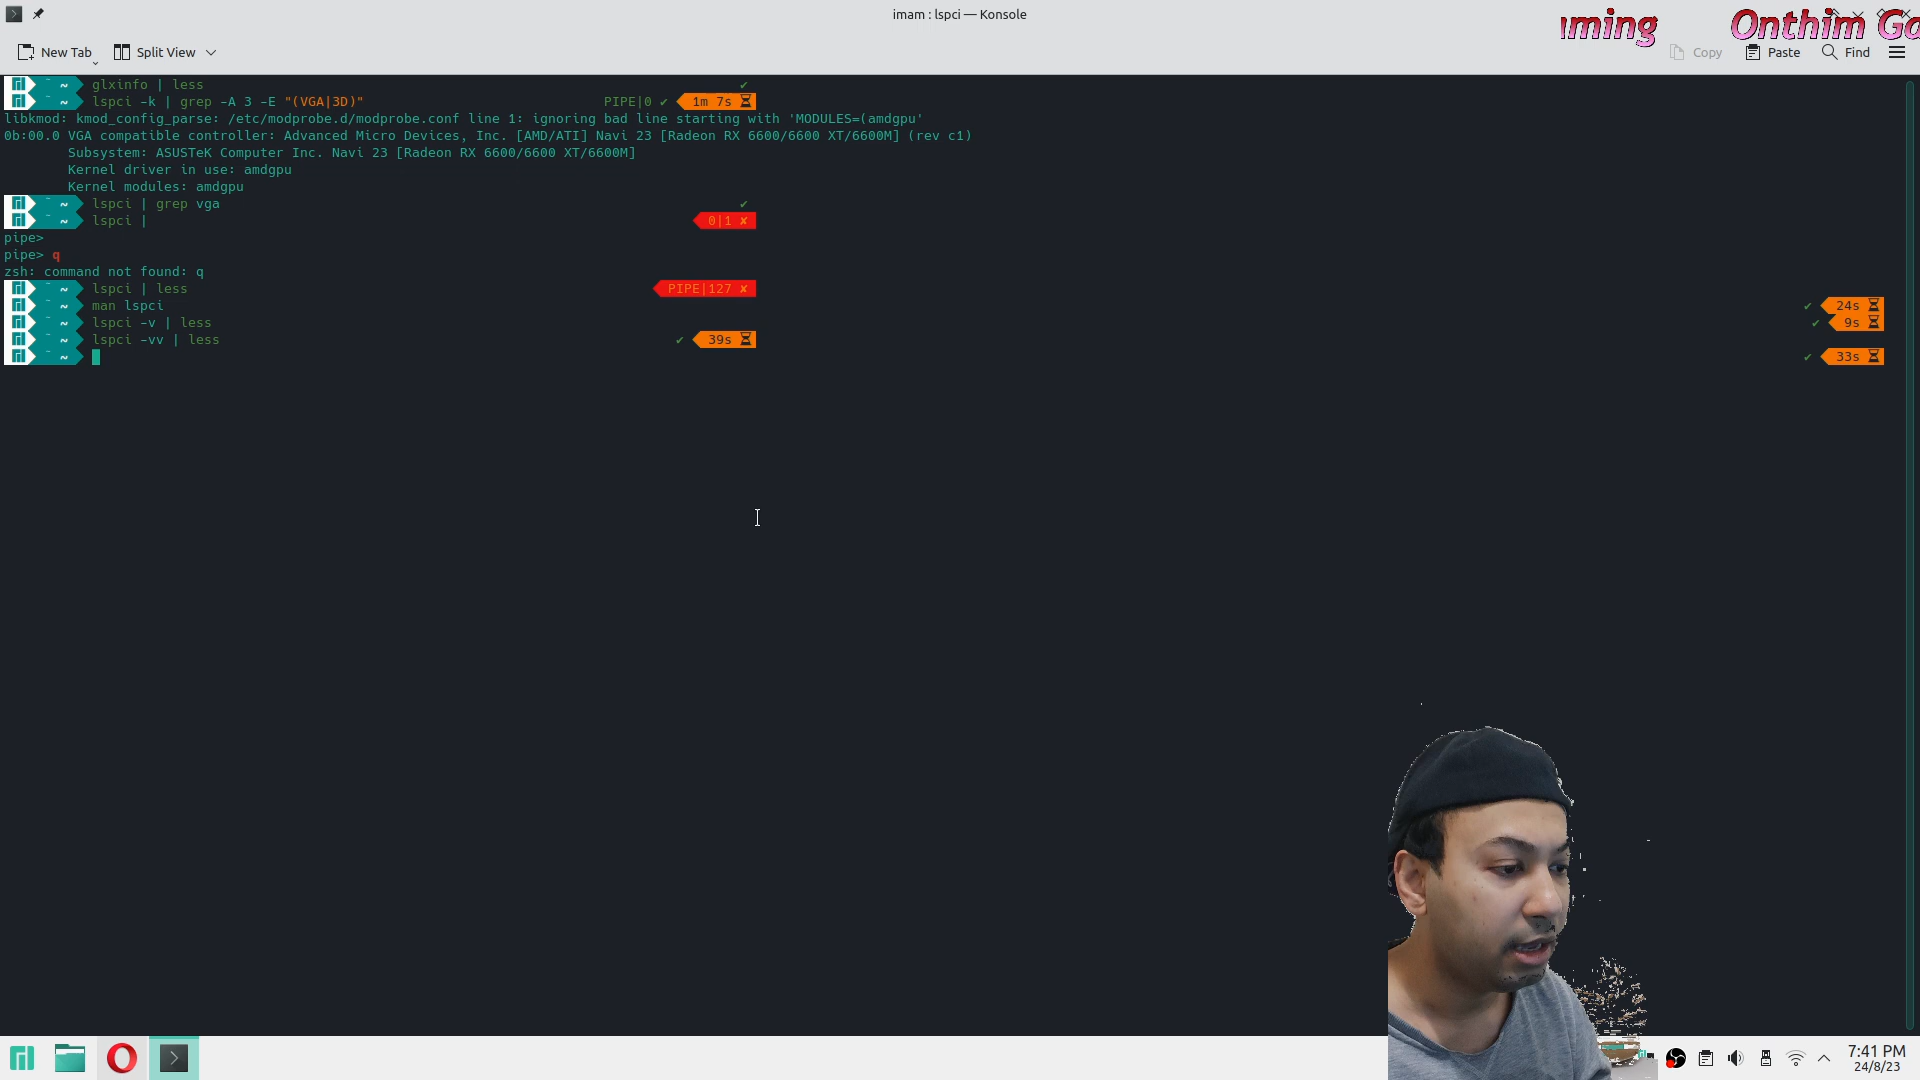 imam : lspci — Konsole
ming Onthim Ga
New Tab Split View Copy Paste Find
~ glxinfo | less ✔
~ lspci -k | grep -A 3 -E "(VGA|3D)" PIPE|0 ✔ 1m 7s
libkmod: kmod_config_parse: /etc/modprobe.d/modprobe.conf line 1: ignoring bad line starting with 'MODULES=(amdgpu'
0b:00.0 VGA compatible controller: Advanced Micro Devices, Inc. [AMD/ATI] Navi 23 [Radeon RX 6600/6600 XT/6600M] (rev c1)
Subsystem: ASUSTeK Computer Inc. Navi 23 [Radeon RX 6600/6600 XT/6600M]
Kernel driver in use: amdgpu
Kernel modules: amdgpu
~ lspci | grep vga ✔
~ lspci | 0|1 ✘
pipe>
pipe> q
zsh: command not found: q
~ lspci | less PIPE|127 ✘
~ man lspci ✔ 24s
~ lspci -v | less ✔ 9s
~ lspci -vv | less ✔ 39s
~ ✔ 33s
7:41 PM
24/8/23